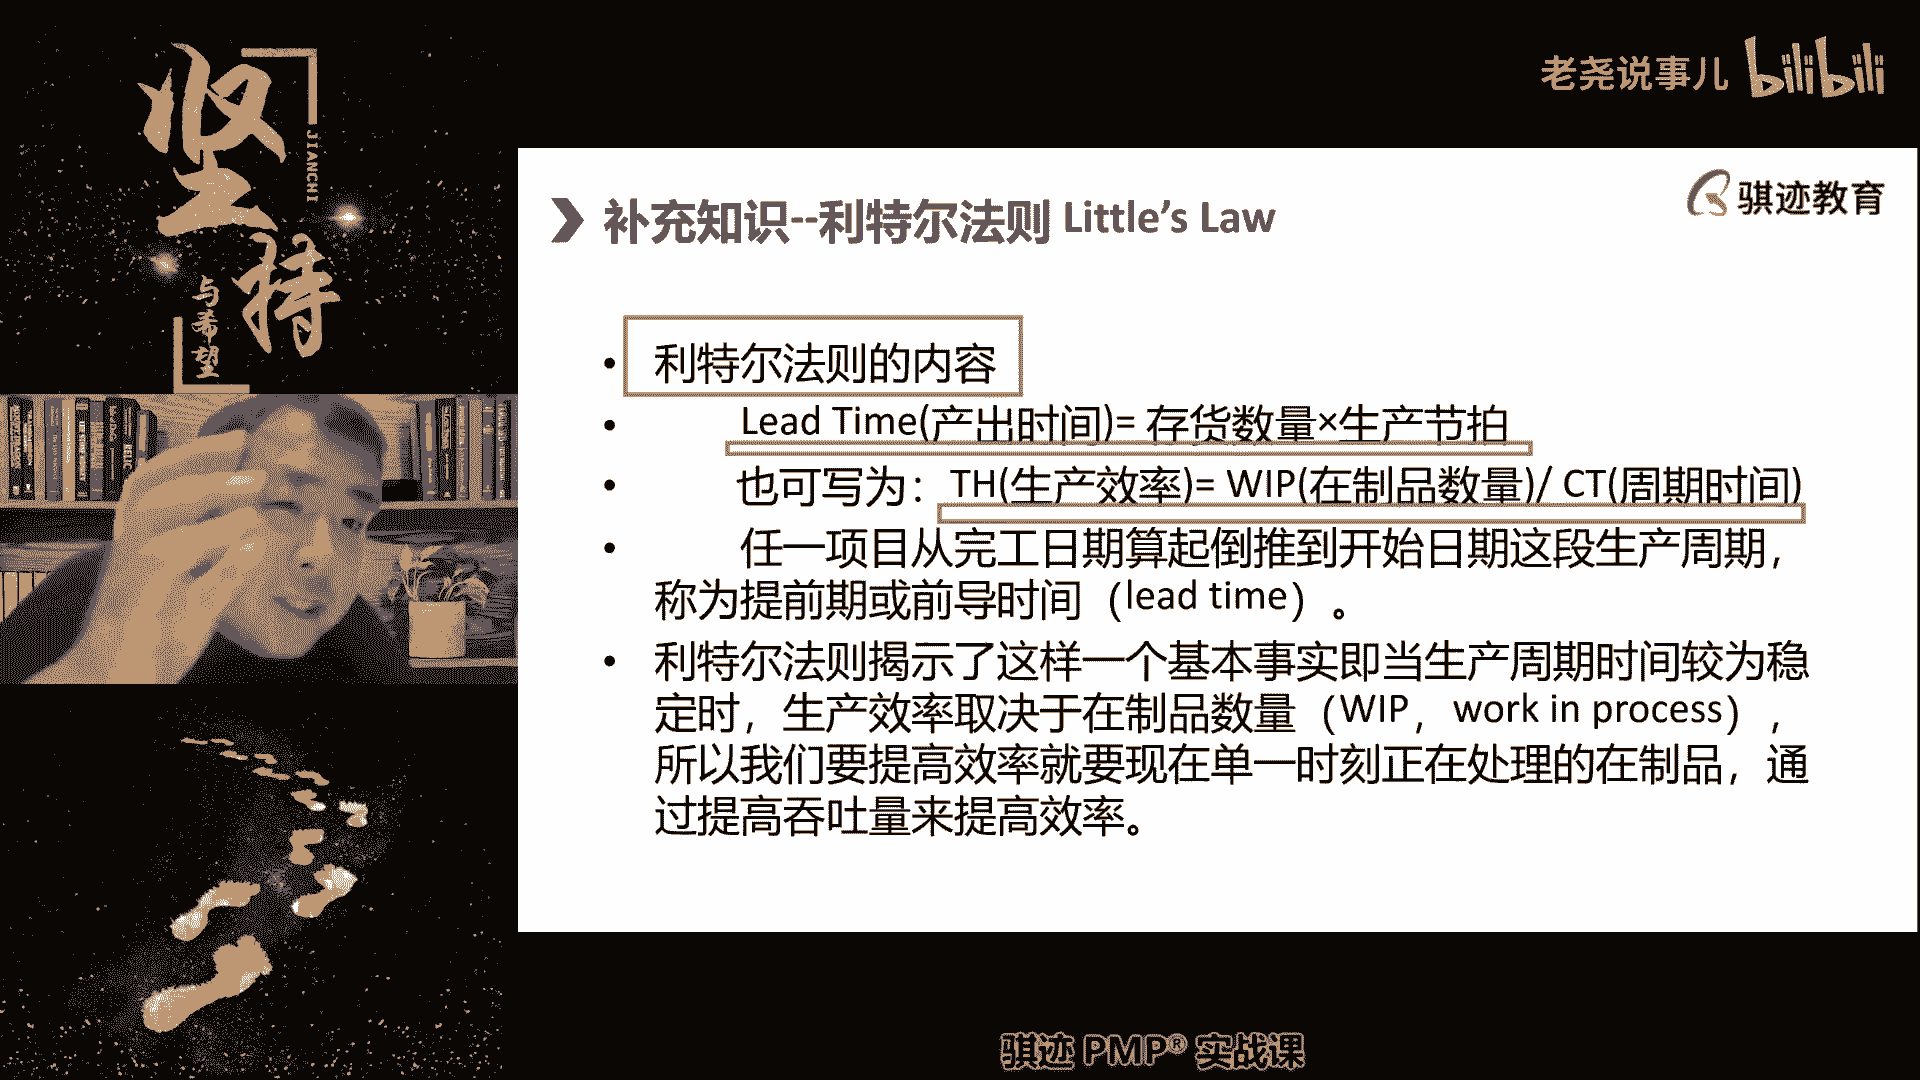 坚持
JIANCHI
与希望
老尧说事儿 bilibili
骐迹教育
补充知识--利特尔法则 Little’s Law
• 利特尔法则的内容
• Lead Time(产出时间)= 存货数量×生产节拍
• 也可写为：TH(生产效率)= WIP(在制品数量)/ CT(周期时间)
• 任一项目从完工日期算起倒推到开始日期这段生产周期，
称为提前期或前导时间（lead time）。
• 利特尔法则揭示了这样一个基本事实即当生产周期时间较为稳
定时，生产效率取决于在制品数量（WIP，work in process），
所以我们要提高效率就要现在单一时刻正在处理的在制品，通
过提高吞吐量来提高效率。
骐迹 PMP® 实战课